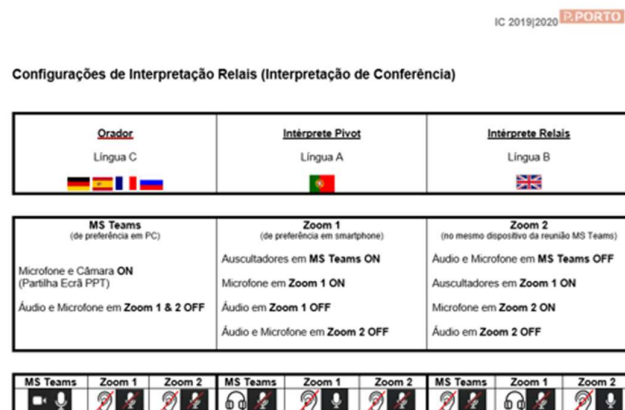 IC 2019|2020 P.PORTO
Configurações de Interpretação Relais (Interpretação de Conferência)
Orador
Língua C
Intérprete Pivot
Língua A
Intérprete Relais
Língua B
MS Teams
(de preferência em PC)
Microfone e Câmara ON
(Partilha Ecrã PPT)
Áudio e Microfone em Zoom 1 & 2 OFF
Zoom 1
(de preferência em smartphone)
Auscultadores em MS Teams ON
Microfone em Zoom 1 ON
Áudio em Zoom 1 OFF
Áudio e Microfone em Zoom 2 OFF
Zoom 2
(no mesmo dispositivo da reunião MS Teams)
Áudio e Microfone em MS Teams OFF
Auscultadores em Zoom 1 ON
Microfone em Zoom 2 ON
Áudio em Zoom 2 OFF
MS Teams Zoom 1 Zoom 2 MS Teams Zoom 1 Zoom 2 MS Teams Zoom 1 Zoom 2